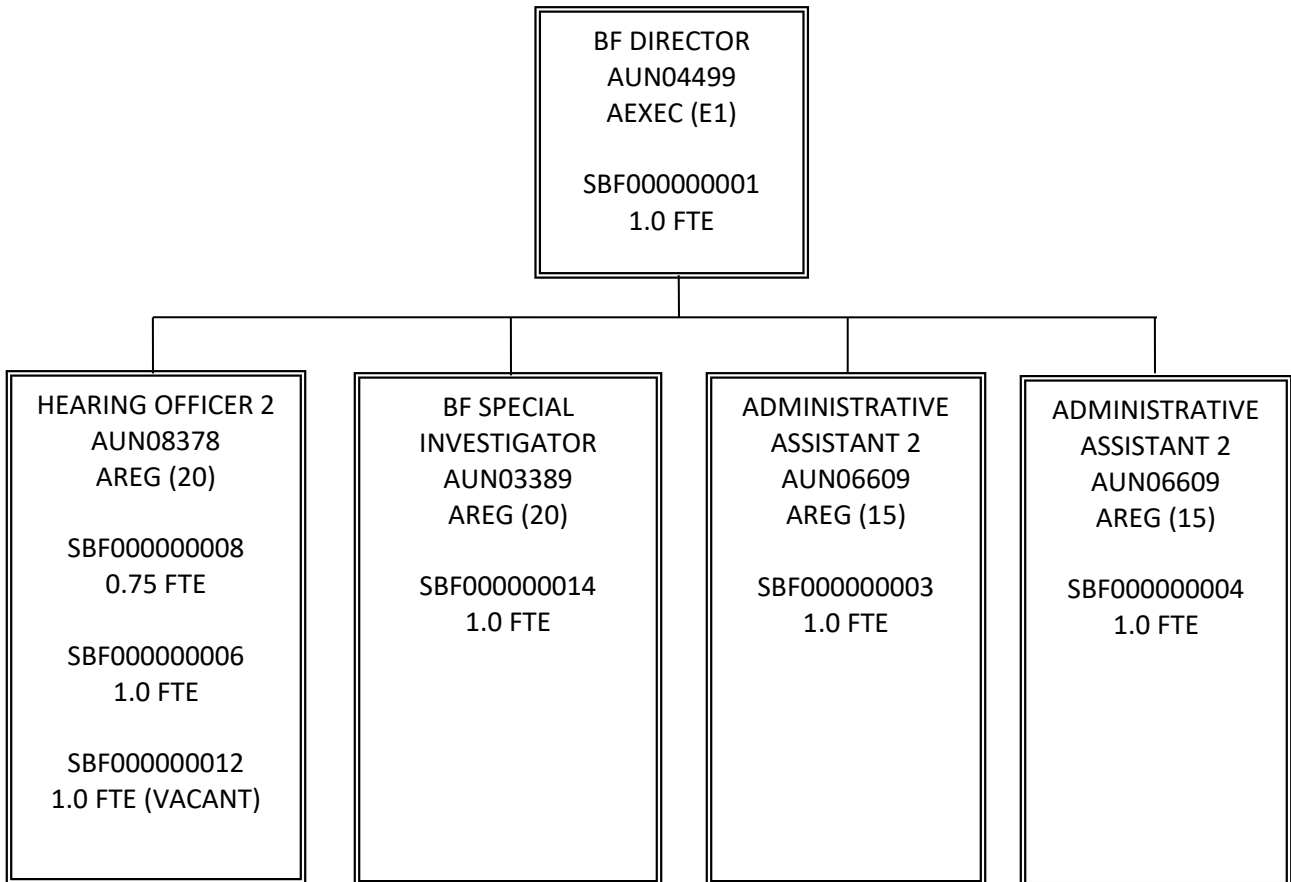 BF DIRECTOR
AUN04499
AEXEC (E1)
SBF000000001
1.0 FTE
HEARING OFFICER 2
AUN08378
AREG (20)
SBF000000008
0.75 FTE
SBF000000006
1.0 FTE
SBF000000012
1.0 FTE (VACANT)
BF SPECIAL
INVESTIGATOR
AUN03389
AREG (20)
SBF000000014
1.0 FTE
ADMINISTRATIVE
ASSISTANT 2
AUN06609
AREG (15)
SBF000000003
1.0 FTE
ADMINISTRATIVE
ASSISTANT 2
AUN06609
AREG (15)
SBF000000004
1.0 FTE